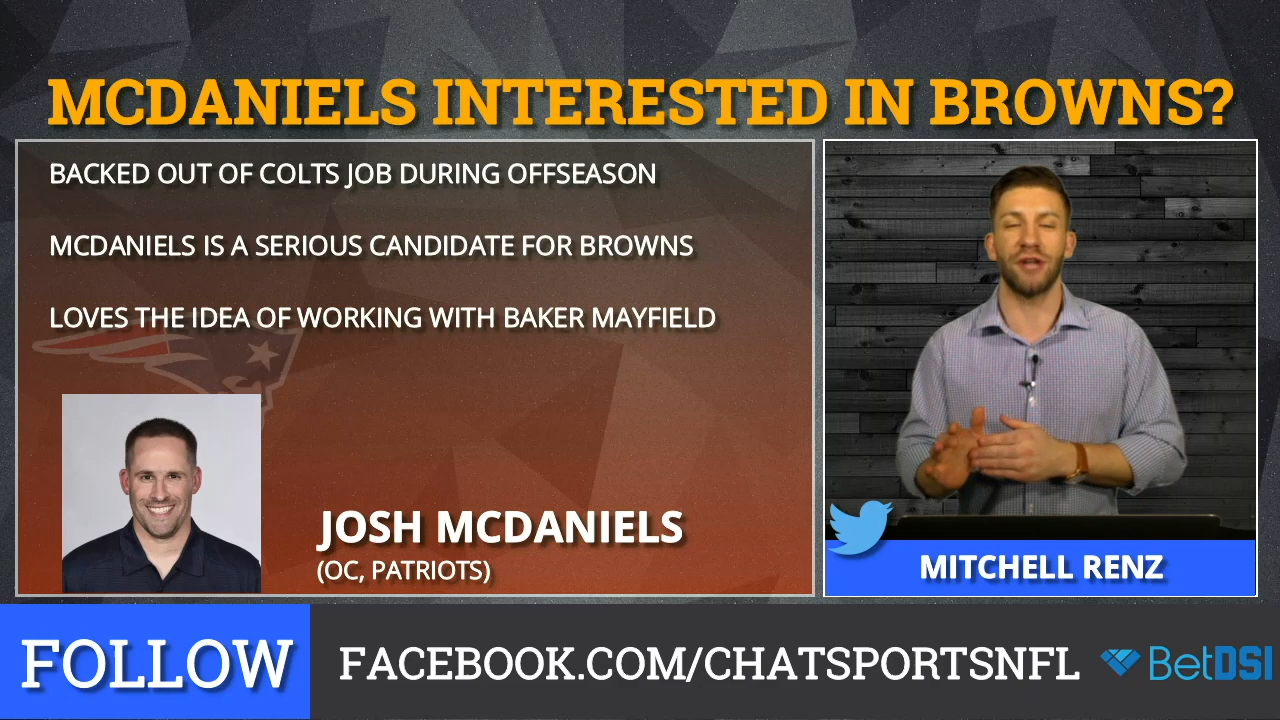 MCDANIELS INTERESTED IN BROWNS?
BACKED OUT OF COLTS JOB DURING OFFSEASON
MCDANIELS IS A SERIOUS CANDIDATE FOR BROWNS
LOVES THE IDEA OF WORKING WITH BAKER MAYFIELD
JOSH MCDANIELS
(OC, PATRIOTS)
MITCHELL RENZ
FOLLOW
FACEBOOK.COM/CHATSPORTSNFL
BetDSI